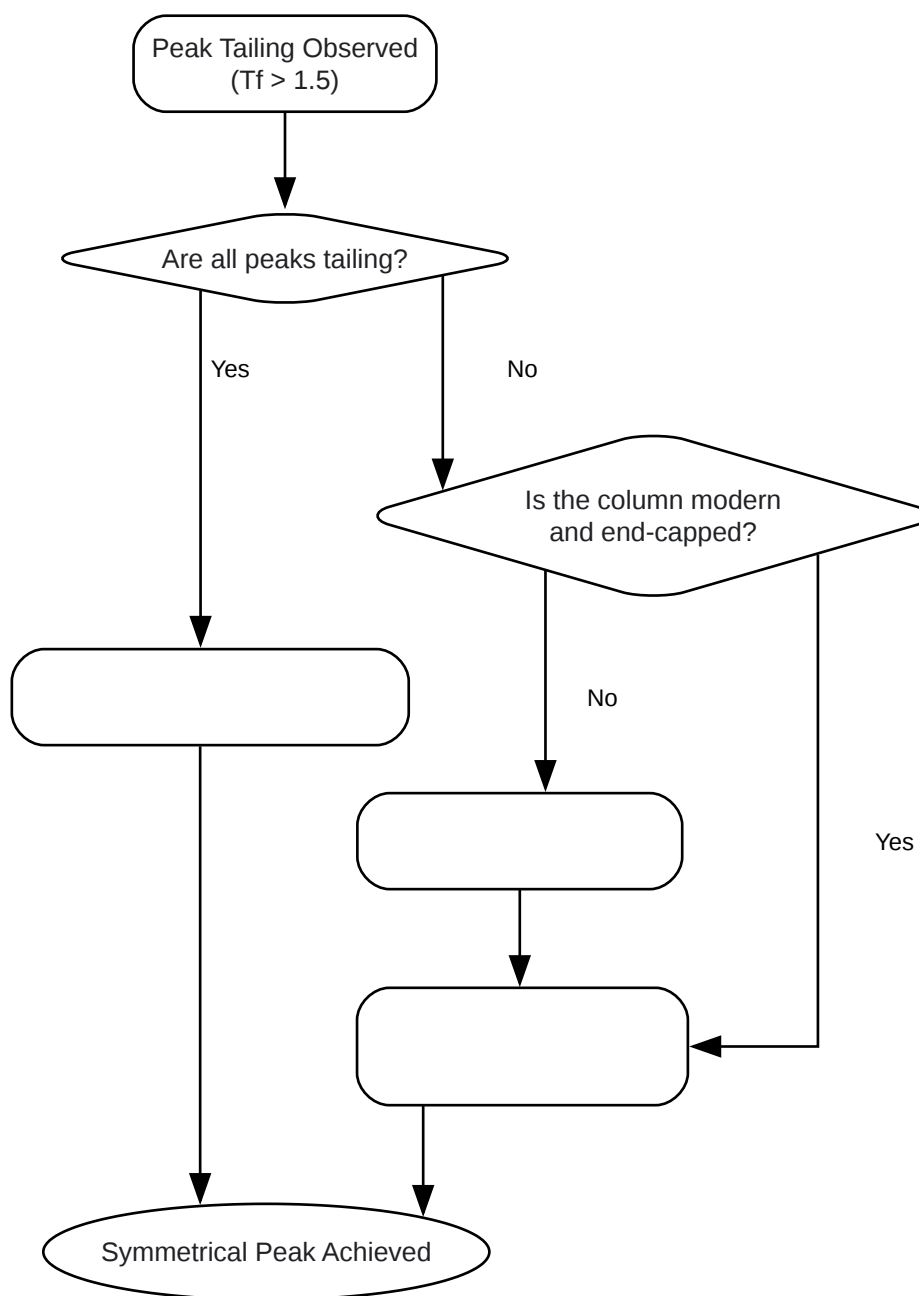 Peak Tailing Observed
(Tf > 1.5)
Are all peaks tailing?
Yes
No
Is the column modern
and end-capped?
No
Yes
Symmetrical Peak Achieved